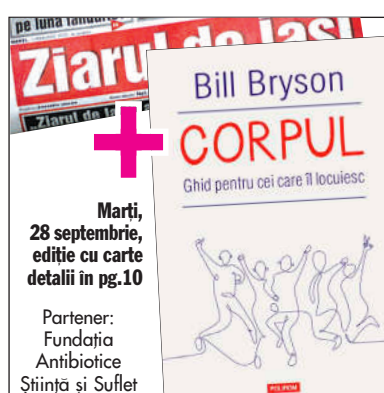 pe luna
Ziarul de Iasi
"Ziarul de
Bill Bryson
CORPUL
Ghid pentru cei care îl locuiesc
Marți,
28 septembrie,
ediție cu carte
detalii în pg.10
Partener:
Fundația
Antibiotice
Știință și Suflet
POLIROM